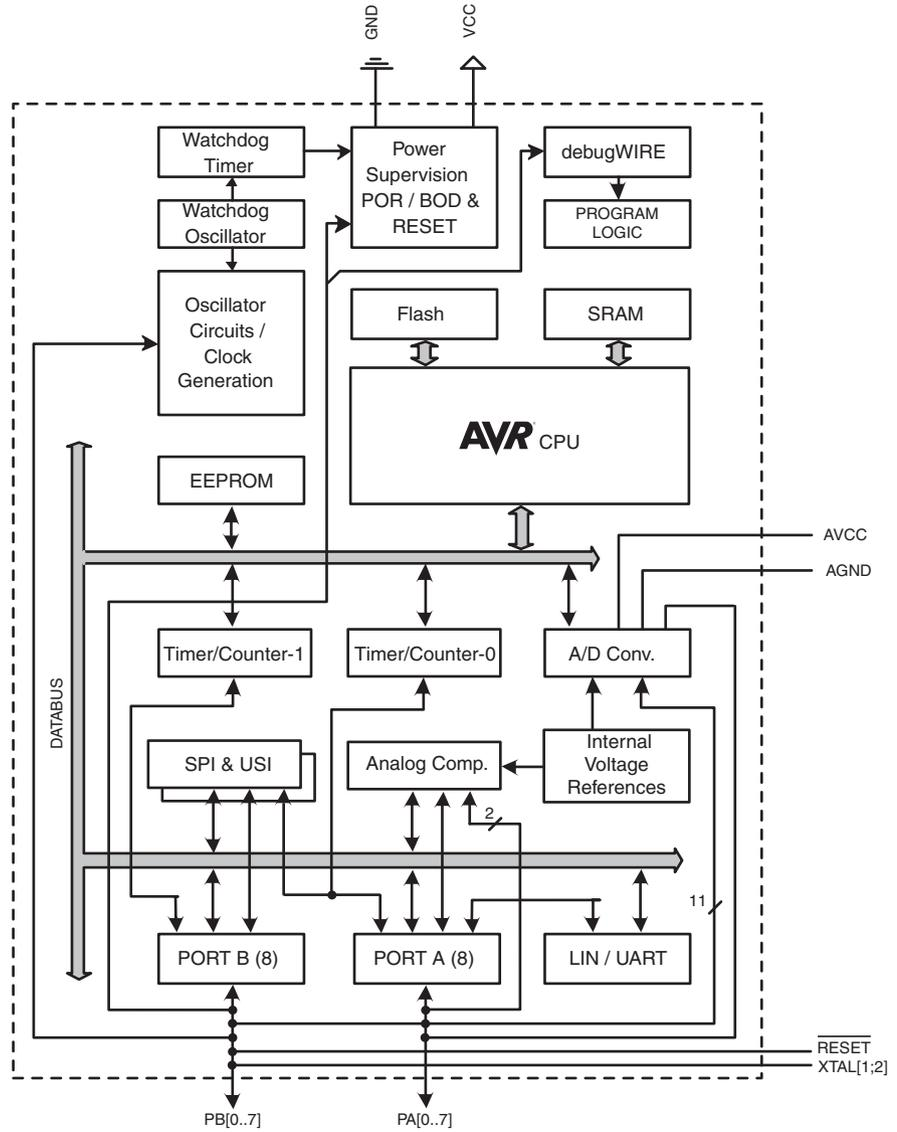 GND
VCC
Watchdog
Timer
Power
Supervision
POR / BOD &
RESET
debugWIRE
Watchdog
Oscillator
PROGRAM
LOGIC
Oscillator
Circuits /
Clock
Generation
Flash
SRAM
AVR CPU
EEPROM
AVCC
AGND
Timer/Counter-1
Timer/Counter-0
A/D Conv.
DATABUS
SPI & USI
Analog Comp.
Internal
Voltage
References
2
11
PORT B (8)
PORT A (8)
LIN / UART
RESET
XTAL[1;2]
PB[0..7]
PA[0..7]